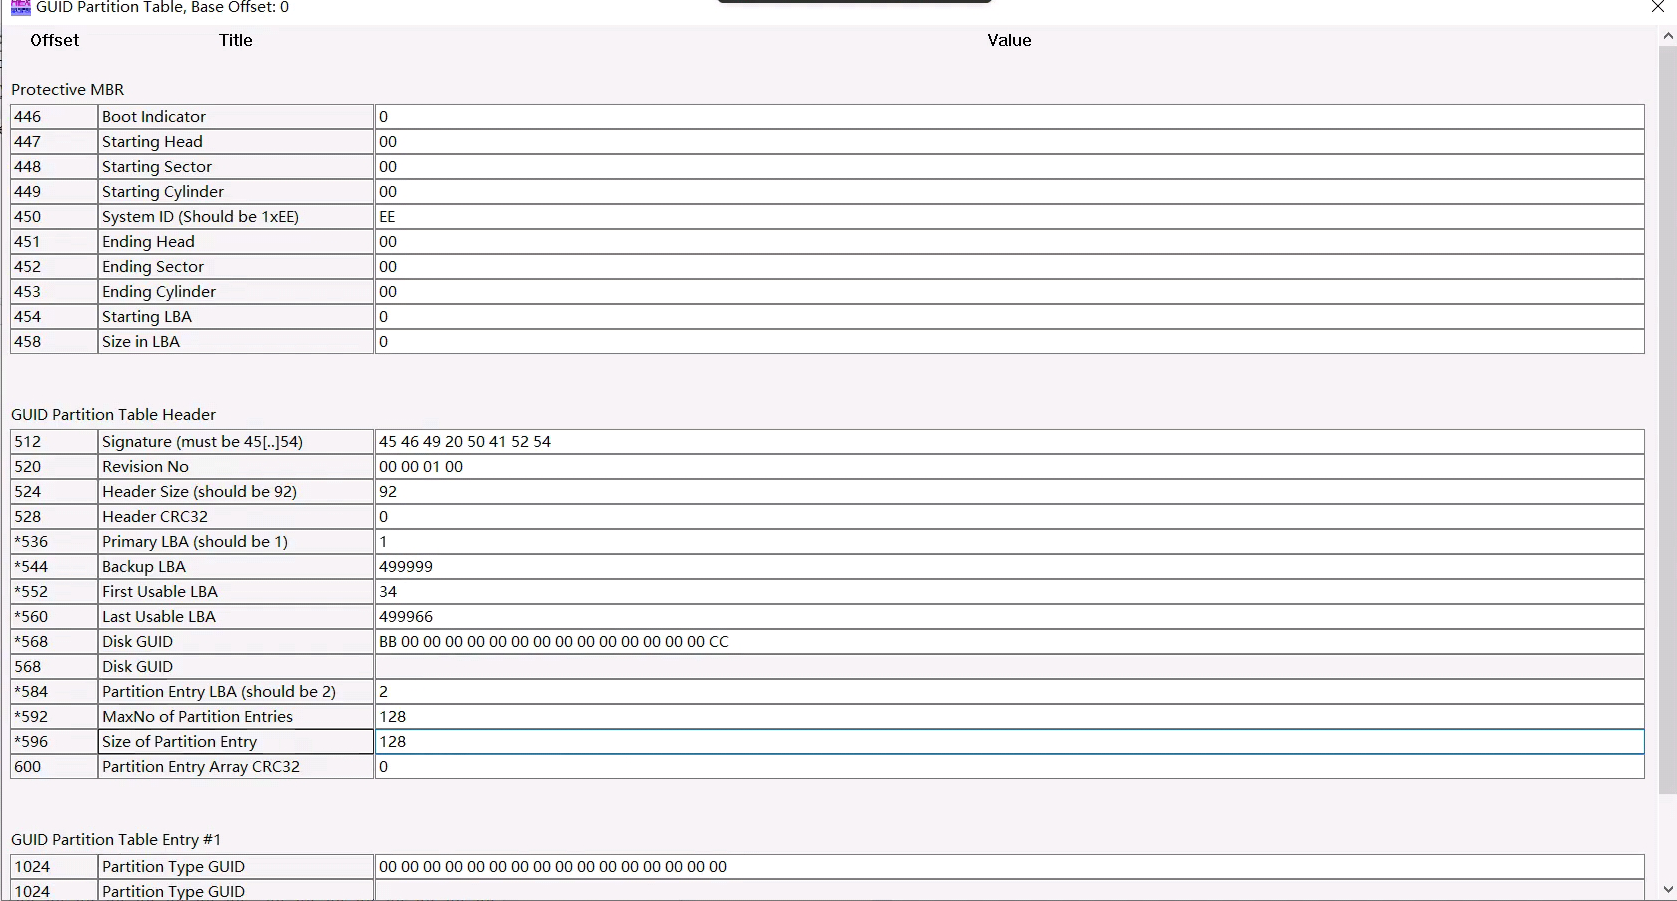 GUID Partition Table, Base Offset: 0
Offset Title Value
Protective MBR
446 Boot Indicator 0
447 Starting Head 00
448 Starting Sector 00
449 Starting Cylinder 00
450 System ID (Should be 1xEE) EE
451 Ending Head 00
452 Ending Sector 00
453 Ending Cylinder 00
454 Starting LBA 0
458 Size in LBA 0
GUID Partition Table Header
512 Signature (must be 45[..]54) 45 46 49 20 50 41 52 54
520 Revision No 00 00 01 00
524 Header Size (should be 92) 92
528 Header CRC32 0
*536 Primary LBA (should be 1) 1
*544 Backup LBA 499999
*552 First Usable LBA 34
*560 Last Usable LBA 499966
*568 Disk GUID BB 00 00 00 00 00 00 00 00 00 00 00 00 00 00 CC
568 Disk GUID
*584 Partition Entry LBA (should be 2) 2
*592 MaxNo of Partition Entries 128
*596 Size of Partition Entry 128
600 Partition Entry Array CRC32 0
GUID Partition Table Entry #1
1024 Partition Type GUID 00 00 00 00 00 00 00 00 00 00 00 00 00 00 00 00
1024 Partition Type GUID